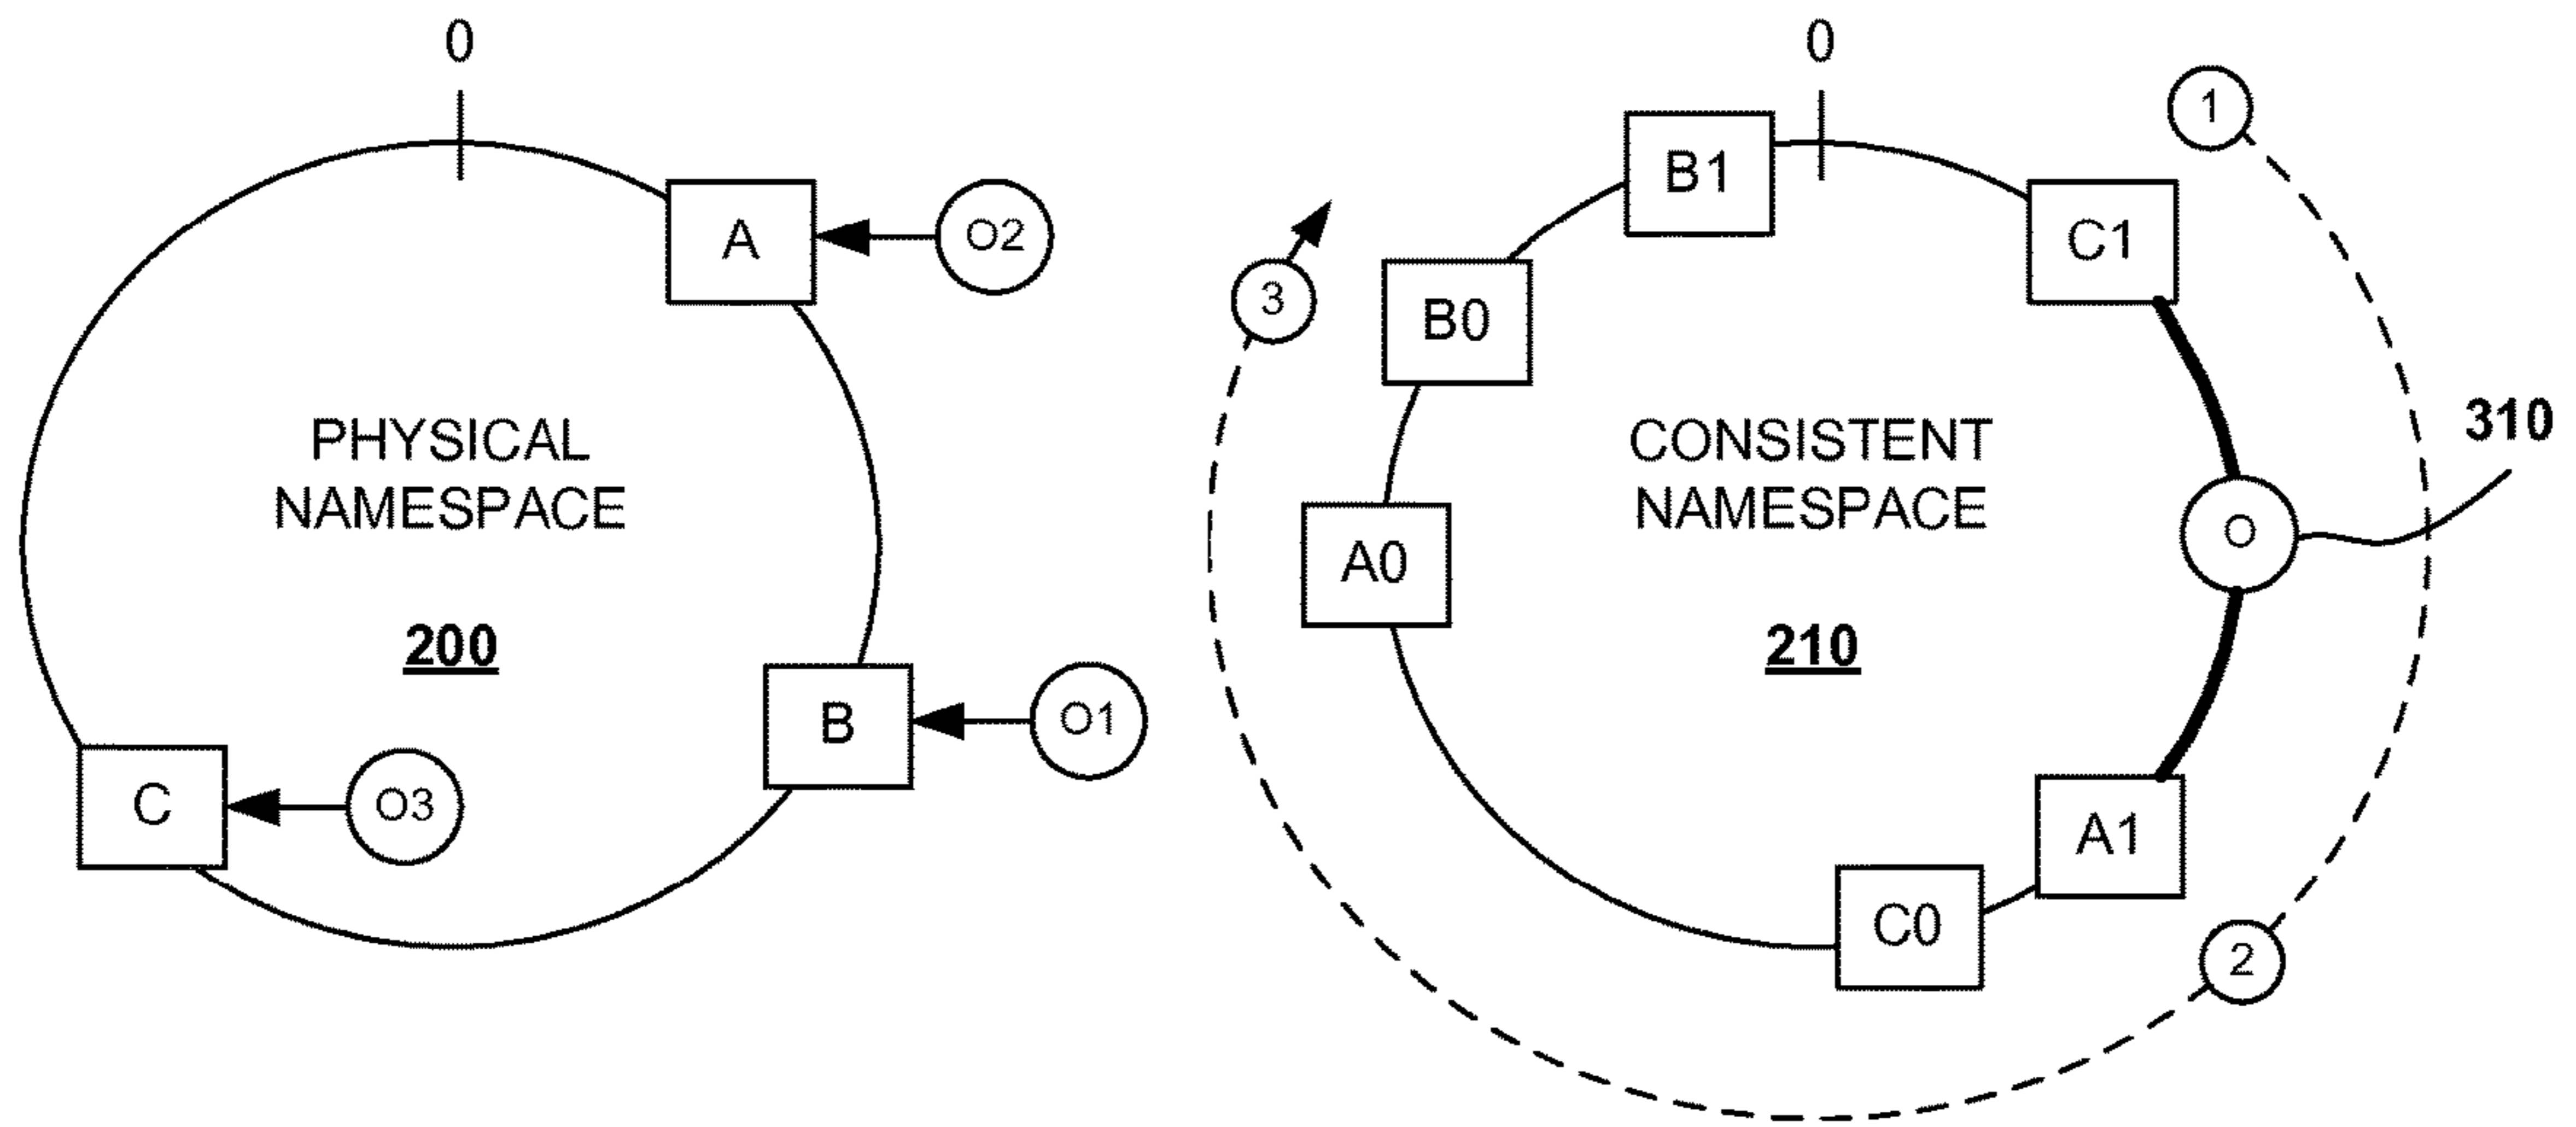 0
A
O2
PHYSICAL
NAMESPACE
200
B
O1
C
O3
0
1
B1
C1
3
B0
CONSISTENT
NAMESPACE
310
A0
O
210
A1
C0
2